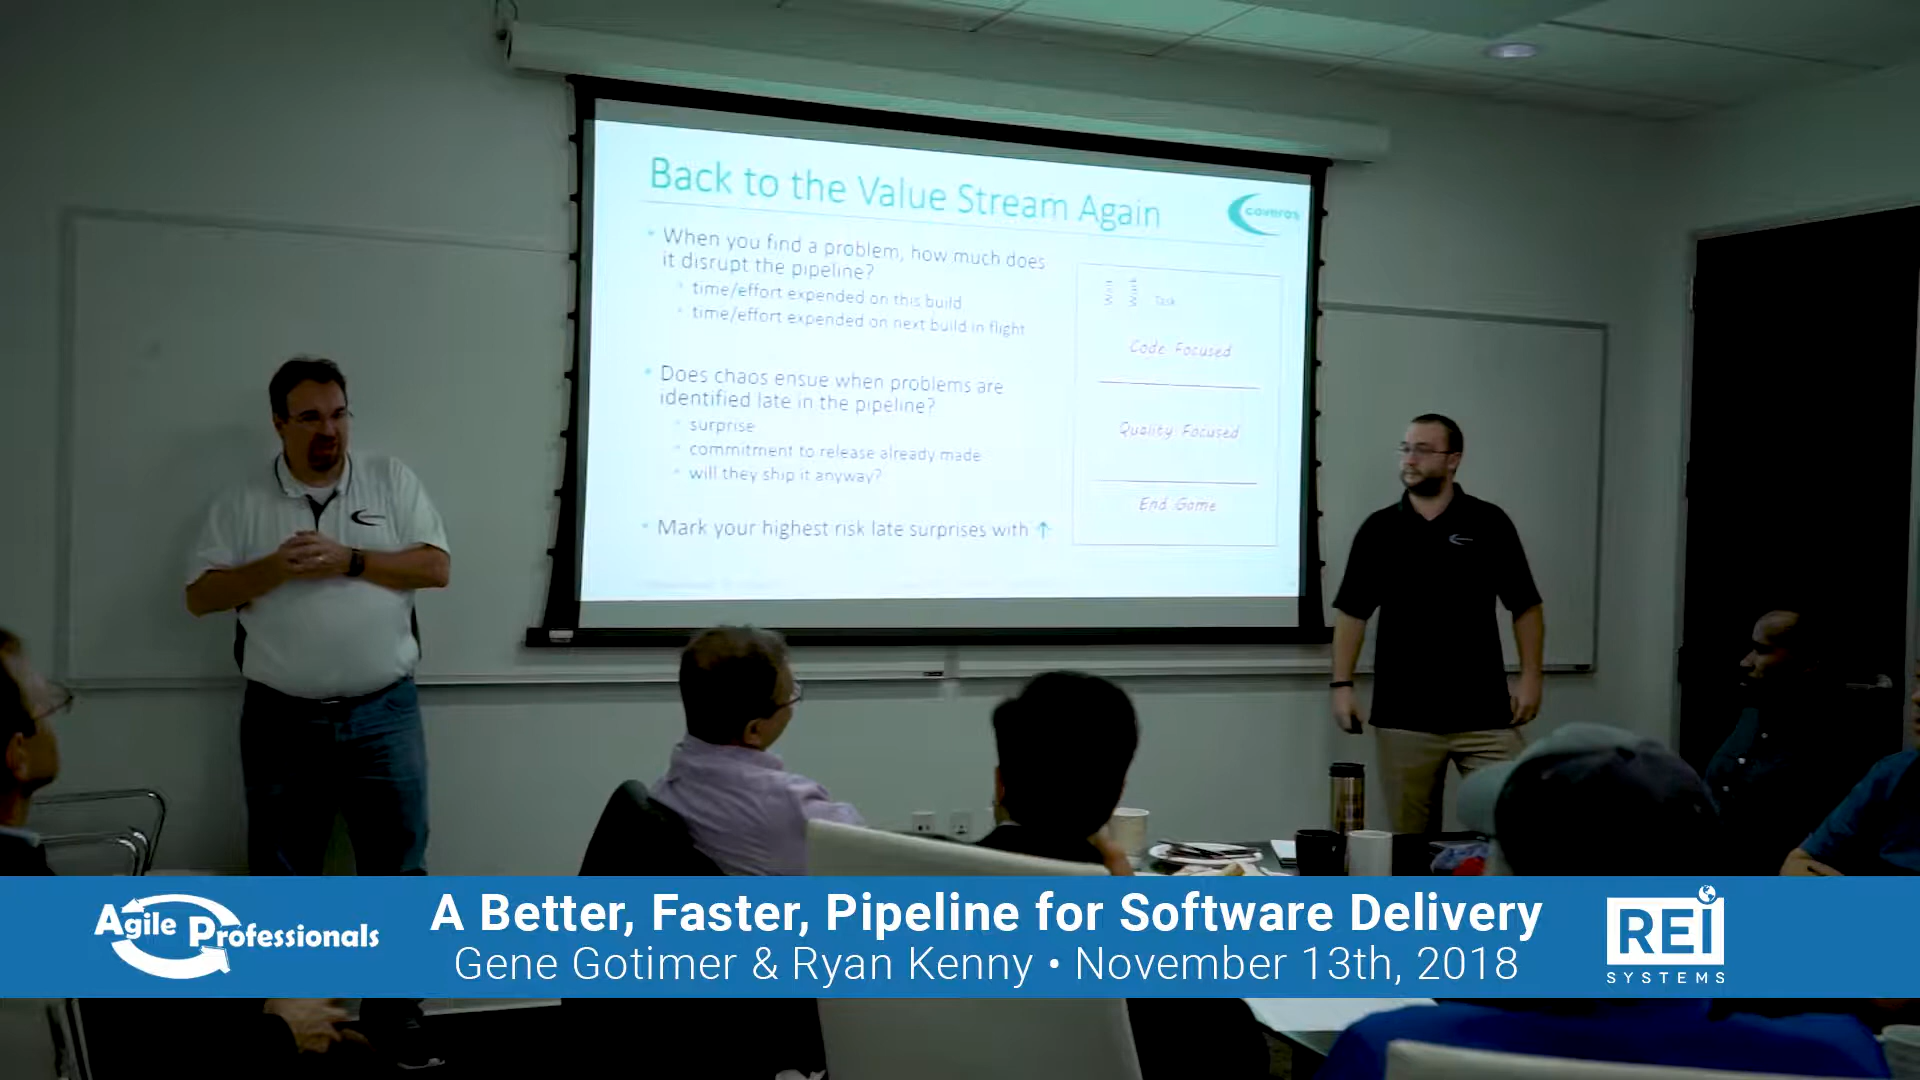 Back to the Value Stream Again
coveros
When you find a problem, how much does
it disrupt the pipeline?
time/effort expended on this build
time/effort expended on next build in flight
Does chaos ensue when problems are
identified late in the pipeline?
surprise
commitment to release already made
will they ship it anyway?
Mark your highest risk late surprises with ↑
Wait
Work
Task
Code Focused
Quality Focused
End Game
Agile Professionals
A Better, Faster, Pipeline for Software Delivery
Gene Gotimer & Ryan Kenny • November 13th, 2018
REI
SYSTEMS